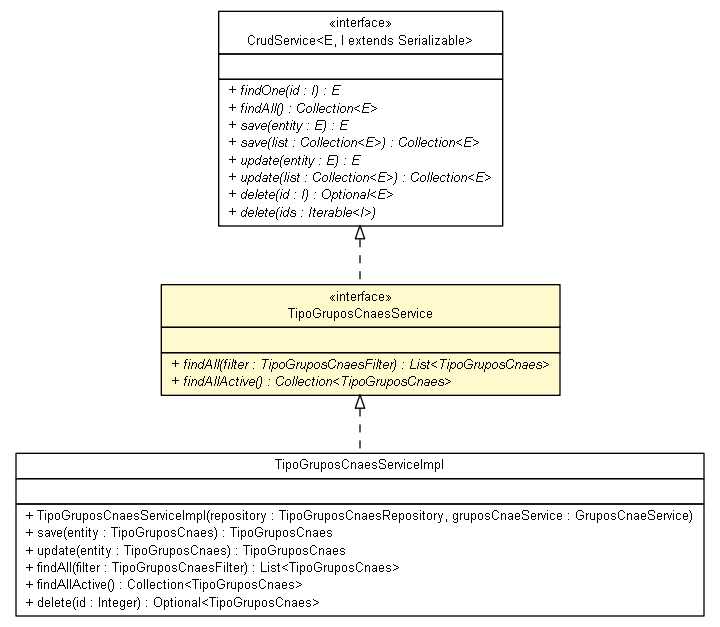 «interface»
CrudService<E, I extends Serializable>
+ findOne(id : I) : E
+ findAll() : Collection<E>
+ save(entity : E) : E
+ save(list : Collection<E>) : Collection<E>
+ update(entity : E) : E
+ update(list : Collection<E>) : Collection<E>
+ delete(id : I) : Optional<E>
+ delete(ids : Iterable<I>)
«interface»
TipoGruposCnaesService
+ findAll(filter : TipoGruposCnaesFilter) : List<TipoGruposCnaes>
+ findAllActive() : Collection<TipoGruposCnaes>
TipoGruposCnaesServiceImpl
+ TipoGruposCnaesServiceImpl(repository : TipoGruposCnaesRepository, gruposCnaeService : GruposCnaeService)
+ save(entity : TipoGruposCnaes) : TipoGruposCnaes
+ update(entity : TipoGruposCnaes) : TipoGruposCnaes
+ findAll(filter : TipoGruposCnaesFilter) : List<TipoGruposCnaes>
+ findAllActive() : Collection<TipoGruposCnaes>
+ delete(id : Integer) : Optional<TipoGruposCnaes>